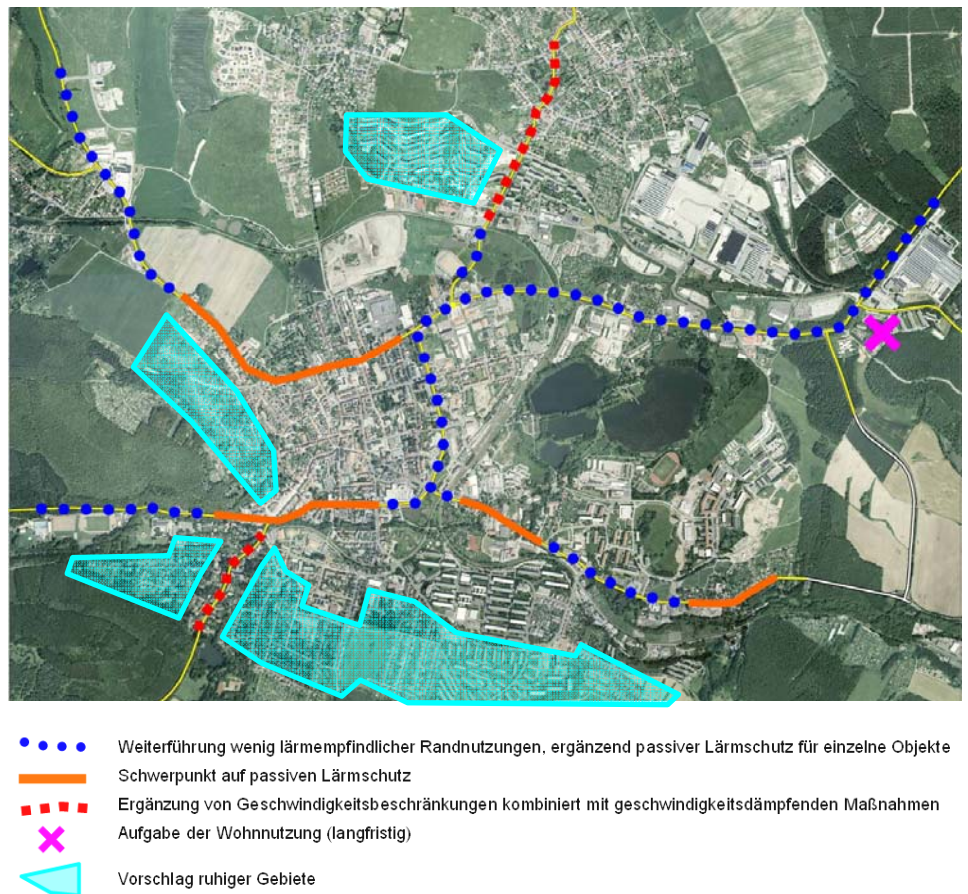 Weiterführung wenig lärmempfindlicher Randnutzungen, ergänzend passiver Lärmschutz für einzelne Objekte
Schwerpunkt auf passiven Lärmschutz
Ergänzung von Geschwindigkeitsbeschränkungen kombiniert mit geschwindigkeitsdämpfenden Maßnahmen
Aufgabe der Wohnnutzung (langfristig)
Vorschlag ruhiger Gebiete